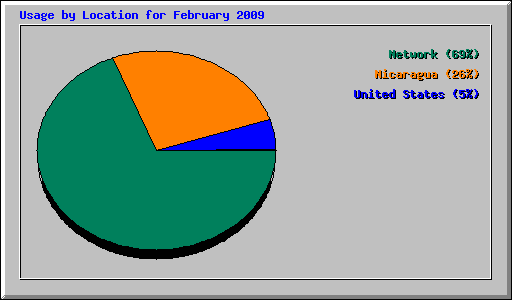 Usage by Location for February 2009
Network (69%)
Nicaragua (26%)
United States (5%)